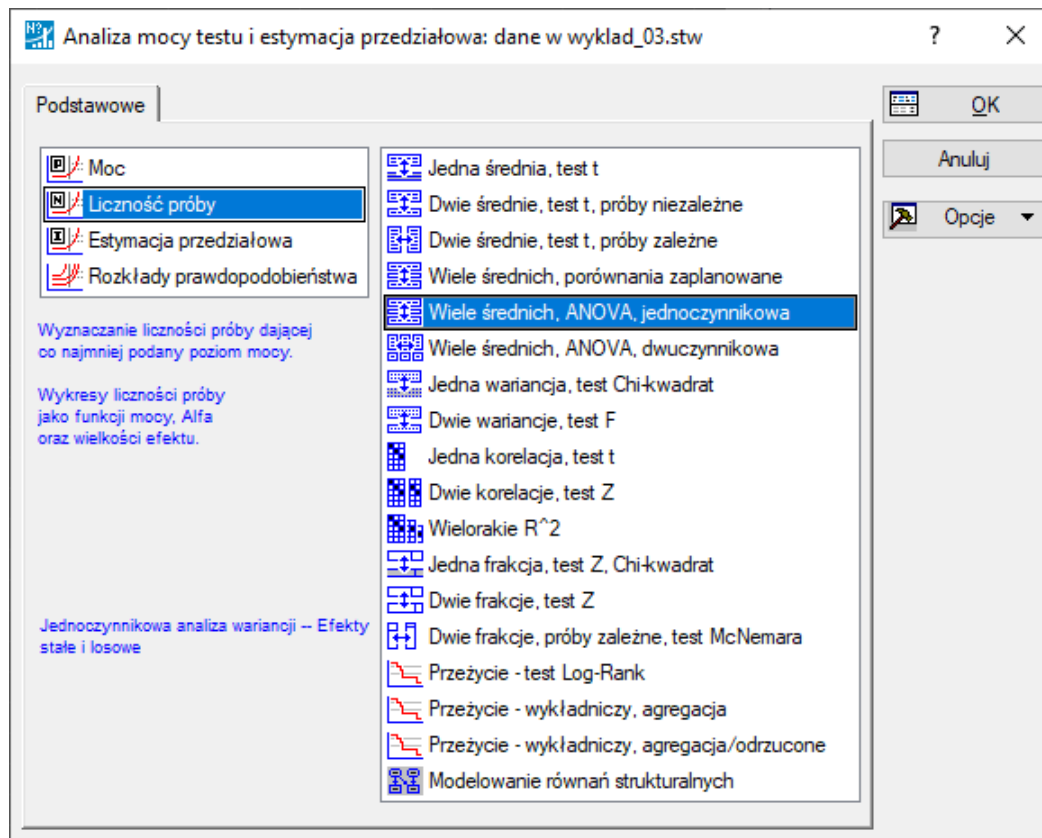 Analiza mocy testu i estymacja przedziałowa: dane w wyklad_03.stw
Podstawowe
OK
Anuluj
Opcje
Moc
Liczność próby
Estymacja przedziałowa
Rozkłady prawdopodobieństwa
Wyznaczanie liczności próby dającej
co najmniej podany poziom mocy.
Wykresy liczności próby
jako funkcji mocy, Alfa
oraz wielkości efektu.
Jednoczynnikowa analiza wariancji -- Efekty
stałe i losowe
Jedna średnia, test t
Dwie średnie, test t, próby niezależne
Dwie średnie, test t, próby zależne
Wiele średnich, porównania zaplanowane
Wiele średnich, ANOVA, jednoczynnikowa
Wiele średnich, ANOVA, dwuczynnikowa
Jedna wariancja, test Chi-kwadrat
Dwie wariancje, test F
Jedna korelacja, test t
Dwie korelacje, test Z
Wielorakie R^2
Jedna frakcja, test Z, Chi-kwadrat
Dwie frakcje, test Z
Dwie frakcje, próby zależne, test McNemara
Przeżycie - test Log-Rank
Przeżycie - wykładniczy, agregacja
Przeżycie - wykładniczy, agregacja/odrzucone
Modelowanie równań strukturalnych